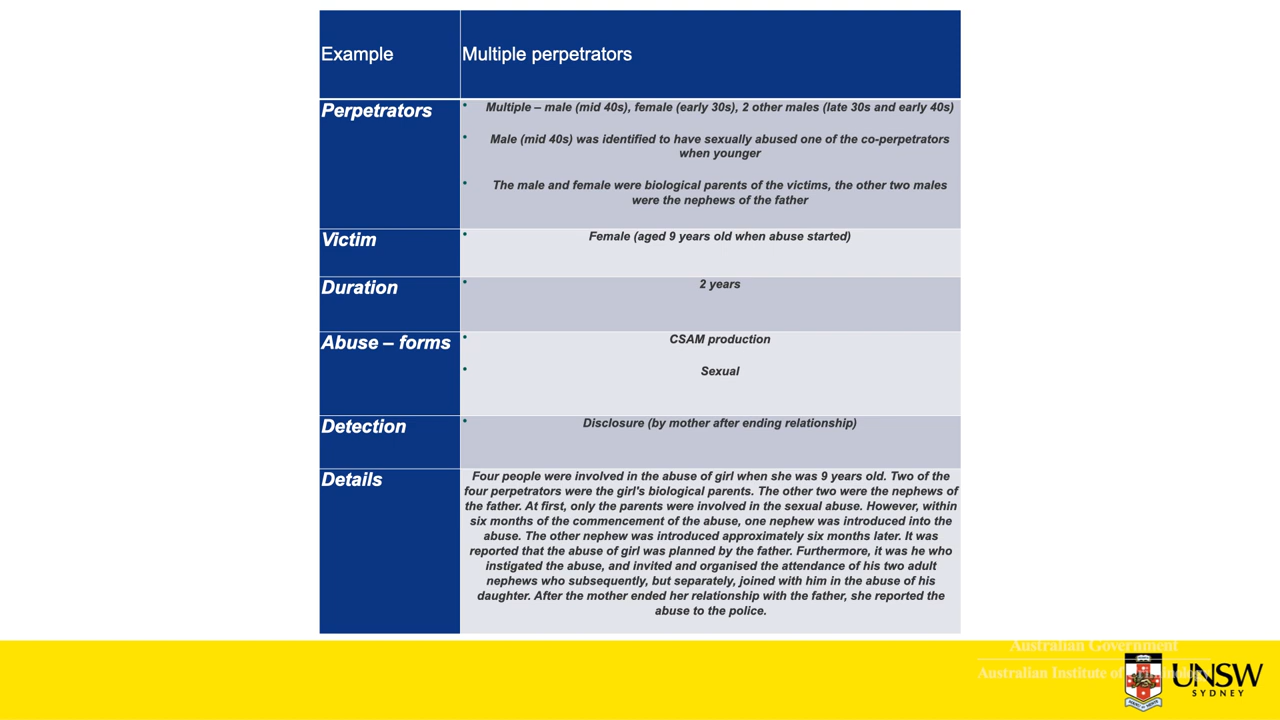 Example
Multiple perpetrators
Perpetrators
• Multiple – male (mid 40s), female (early 30s), 2 other males (late 30s and early 40s)
• Male (mid 40s) was identified to have sexually abused one of the co-perpetrators
when younger
• The male and female were biological parents of the victims, the other two males
were the nephews of the father
Victim
• Female (aged 9 years old when abuse started)
Duration
• 2 years
Abuse – forms
• CSAM production
• Sexual
Detection
• Disclosure (by mother after ending relationship)
Details
Four people were involved in the abuse of girl when she was 9 years old. Two of the
four perpetrators were the girl's biological parents. The other two were the nephews of
the father. At first, only the parents were involved in the sexual abuse. However, within
six months of the commencement of the abuse, one nephew was introduced into the
abuse. The other nephew was introduced approximately six months later. It was
reported that the abuse of girl was planned by the father. Furthermore, it was he who
instigated the abuse, and invited and organised the attendance of his two adult
nephews who subsequently, but separately, joined with him in the abuse of his
daughter. After the mother ended her relationship with the father, she reported the
abuse to the police.
Australian Government
Australian Institute of
UNSW
SYDNEY